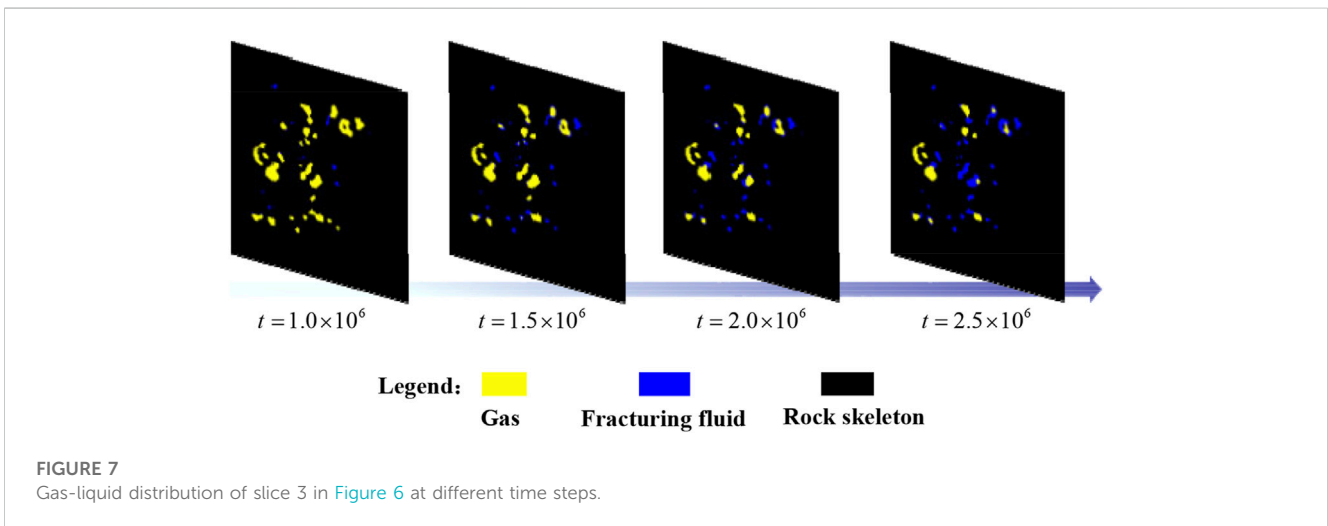 t = 1.0×10⁶ t = 1.5×10⁶ t = 2.0×10⁶ t = 2.5×10⁶
Legend：
Gas Fracturing fluid Rock skeleton
FIGURE 7
Gas-liquid distribution of slice 3 in Figure 6 at different time steps.